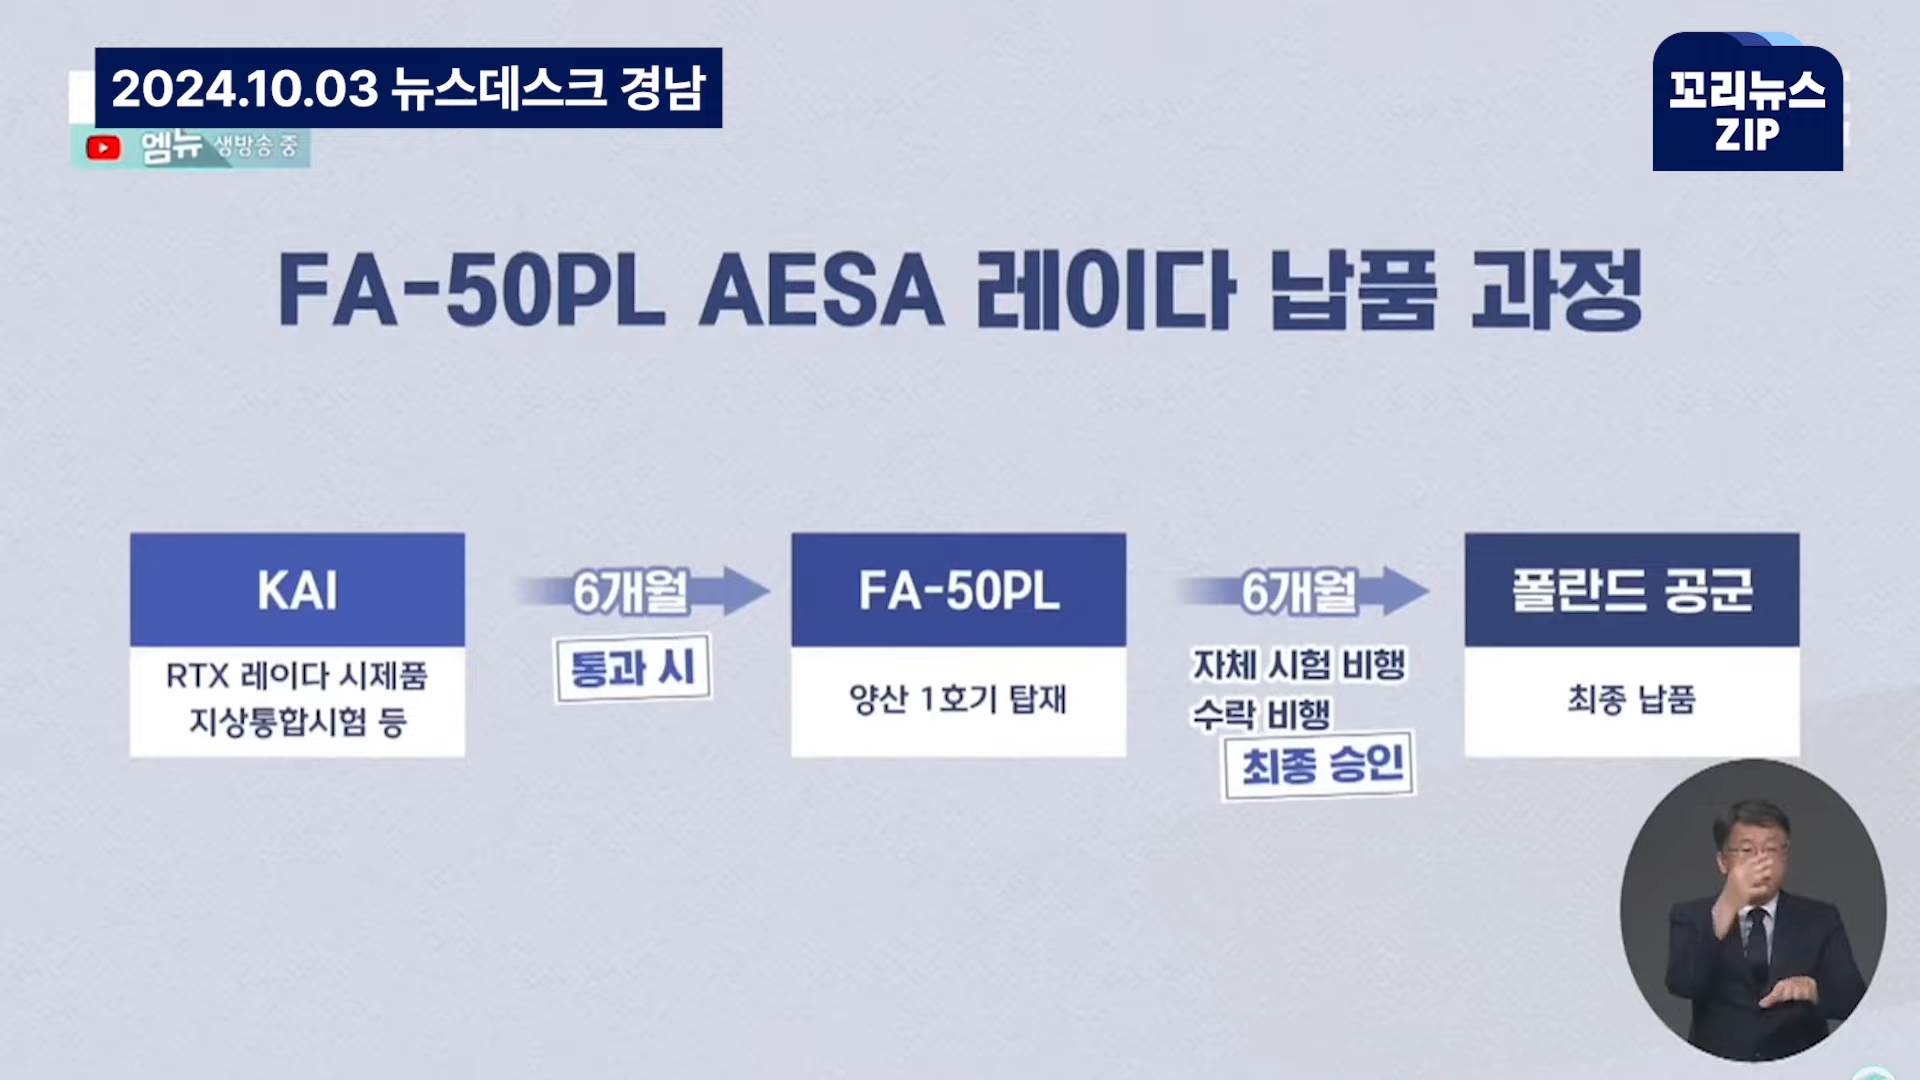 2024.10.03 뉴스데스크 경남
꼬리뉴스
ZIP
엠뉴 생방송 중
FA-50PL AESA 레이다 납품 과정
KAI
RTX 레이다 시제품
지상통합시험 등
6개월
통과 시
FA-50PL
양산 1호기 탑재
6개월
자체 시험 비행
수락 비행
최종 승인
폴란드 공군
최종 납품